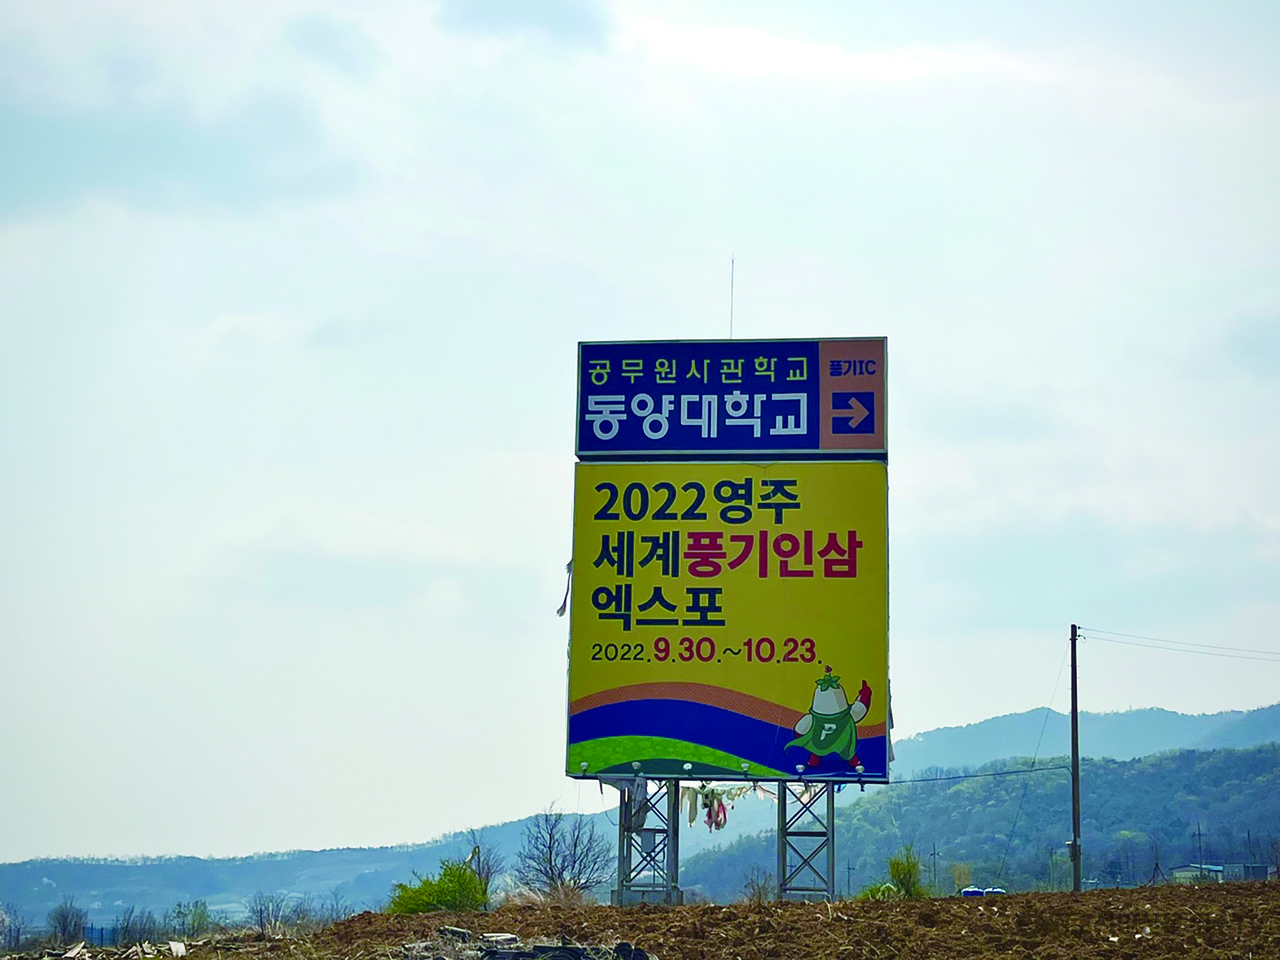 공무원사관학교
동양대학교
풍기IC
2022영주
세계풍기인삼
엑스포
2022.9.30.~10.23.
P